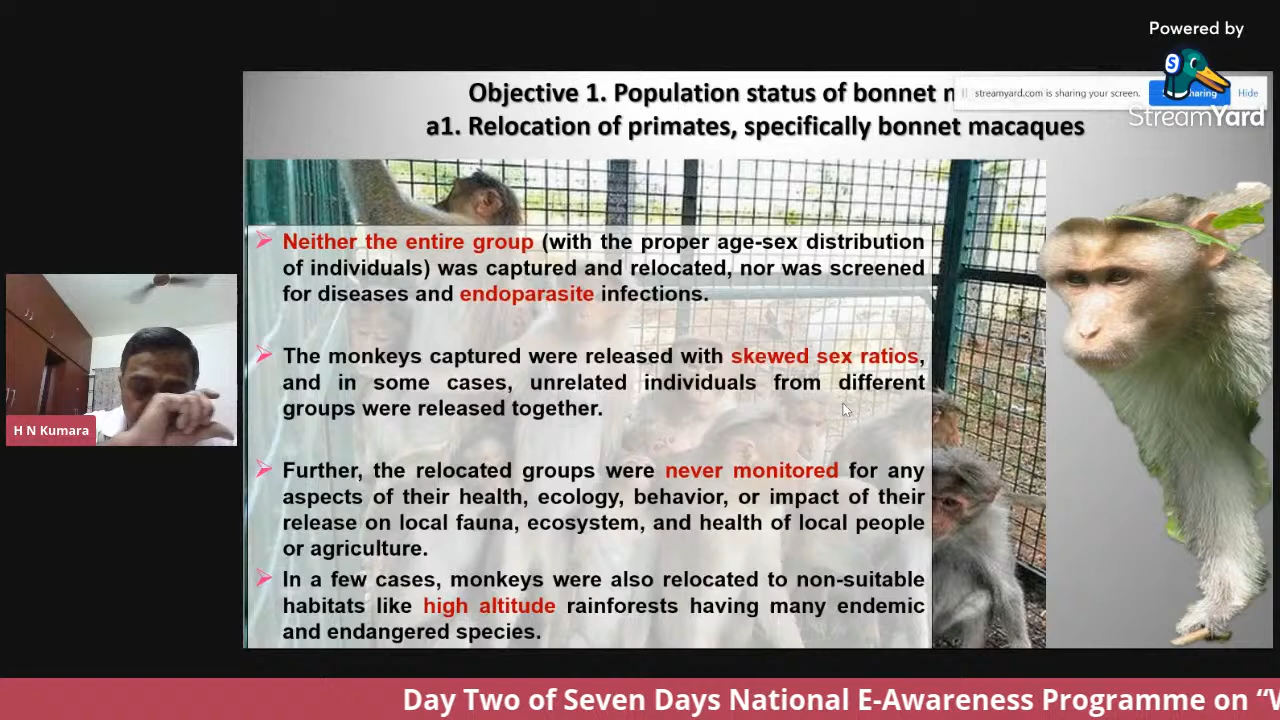 Powered by
S
StreamYard
Objective 1. Population status of bonnet
streamyard.com is sharing your screen.
Hide
a1. Relocation of primates, specifically bonnet macaques
Neither the entire group (with the proper age-sex distribution
of individuals) was captured and relocated, nor was screened
for diseases and endoparasite infections.
The monkeys captured were released with skewed sex ratios,
and in some cases, unrelated individuals from different
groups were released together.
Further, the relocated groups were never monitored for any
aspects of their health, ecology, behavior, or impact of their
release on local fauna, ecosystem, and health of local people
or agriculture.
In a few cases, monkeys were also relocated to non-suitable
habitats like high altitude rainforests having many endemic
and endangered species.
H N Kumara
Day Two of Seven Days National E-Awareness Programme on “